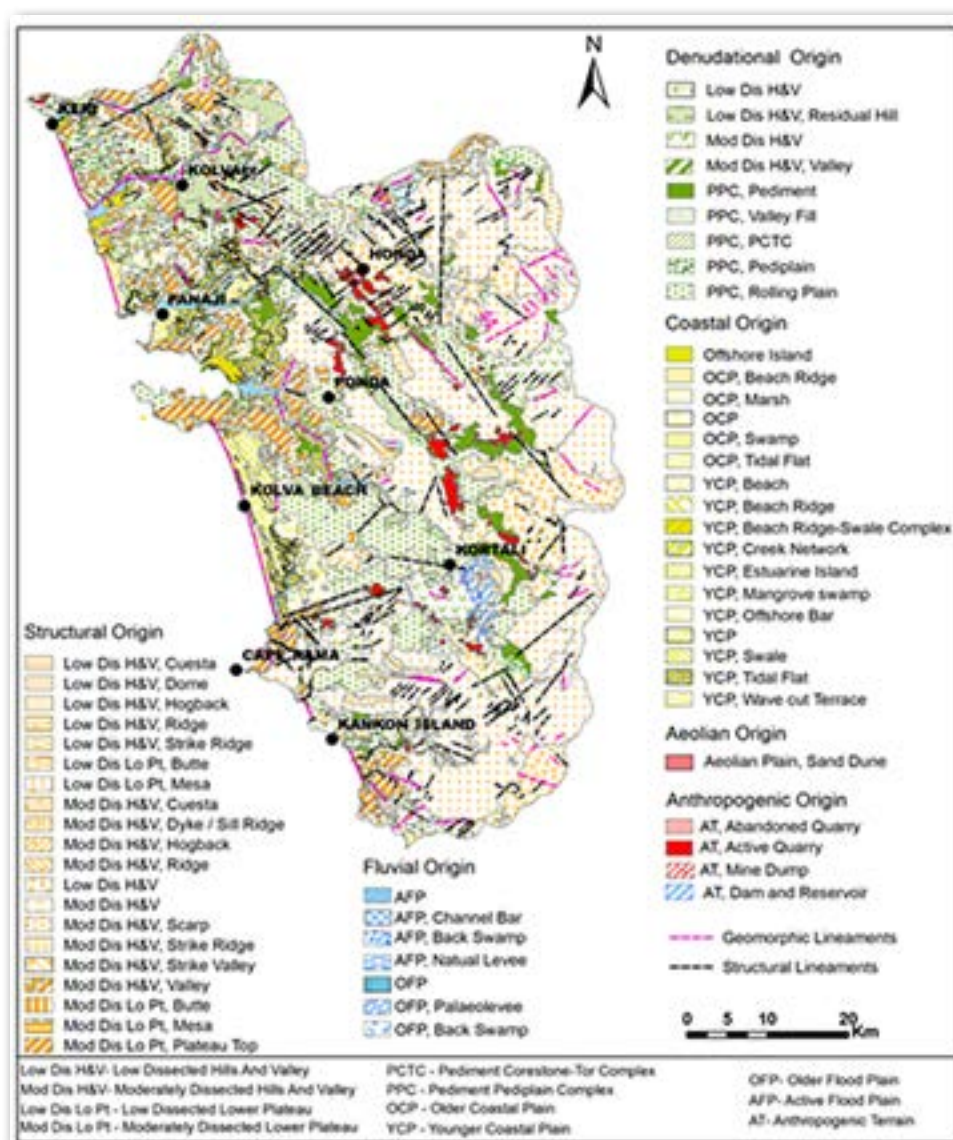 N
KERI
KOLVALE
HONDA
PANAJI
PONDA
KOLVA BEACH
KORTALI
CAPE RAMA
KANKON ISLAND
Denudational Origin
Low Dis H&V
Low Dis H&V, Residual Hill
Mod Dis H&V
Mod Dis H&V, Valley
PPC, Pediment
PPC, Valley Fill
PPC, PCTC
PPC, Pediplain
PPC, Rolling Plain
Coastal Origin
Offshore Island
OCP, Beach Ridge
OCP, Marsh
OCP
OCP, Swamp
OCP, Tidal Flat
YCP, Beach
YCP, Beach Ridge
YCP, Beach Ridge-Swale Complex
YCP, Creek Network
YCP, Estuarine Island
YCP, Mangrove swamp
YCP, Offshore Bar
YCP
YCP, Swale
YCP, Tidal Flat
YCP, Wave cut Terrace
Aeolian Origin
Aeolian Plain, Sand Dune
Anthropogenic Origin
AT, Abandoned Quarry
AT, Active Quarry
AT, Mine Dump
AT, Dam and Reservoir
Geomorphic Lineaments
Structural Lineaments
0 5 10 20
Km
Structural Origin
Low Dis H&V, Cuesta
Low Dis H&V, Dome
Low Dis H&V, Hogback
Low Dis H&V, Ridge
Low Dis H&V, Strike Ridge
Low Dis Lo Pt, Butte
Low Dis Lo Pt, Mesa
Mod Dis H&V, Cuesta
Mod Dis H&V, Dyke / Sill Ridge
Mod Dis H&V, Hogback
Mod Dis H&V, Ridge
Low Dis H&V
Mod Dis H&V
Mod Dis H&V, Scarp
Mod Dis H&V, Strike Ridge
Mod Dis H&V, Strike Valley
Mod Dis H&V, Valley
Mod Dis Lo Pt, Butte
Mod Dis Lo Pt, Mesa
Mod Dis Lo Pt, Plateau Top
Fluvial Origin
AFP
AFP, Channel Bar
AFP, Back Swamp
AFP, Natual Levee
OFP
OFP, Palaeolevee
OFP, Back Swamp
Low Dis H&V- Low Dissected Hills And Valley
Mod Dis H&V- Moderately Dissected Hills And Valley
Low Dis Lo Pt - Low Dissected Lower Plateau
Mod Dis Lo Pt - Moderately Dissected Lower Plateau
PCTC - Pediment Corestone-Tor Complex
PPC - Pediment Pediplain Complex
OCP - Older Coastal Plain
YCP - Younger Coastal Plain
OFP- Older Flood Plain
AFP- Active Flood Plain
AT- Anthropogenic Terrain